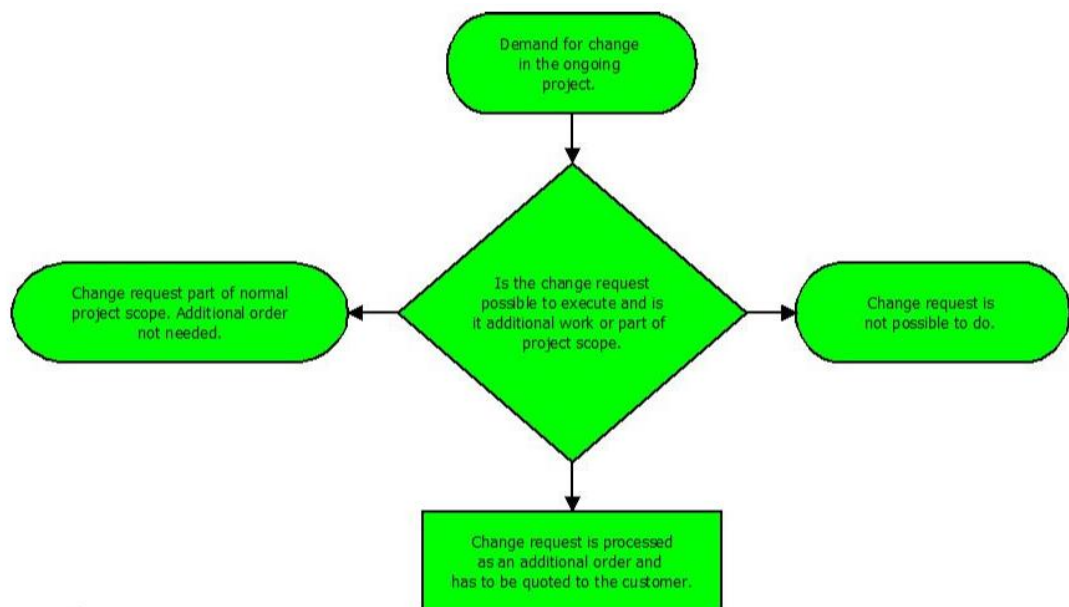 Demand for change
in the ongoing
project.
Is the change request
possible to execute and is
it additional work or part of
project scope.
Change request part of normal
project scope. Additional order
not needed.
Change request is
not possible to do.
Change request is processed
as an additional order and
has to be quoted to the customer.